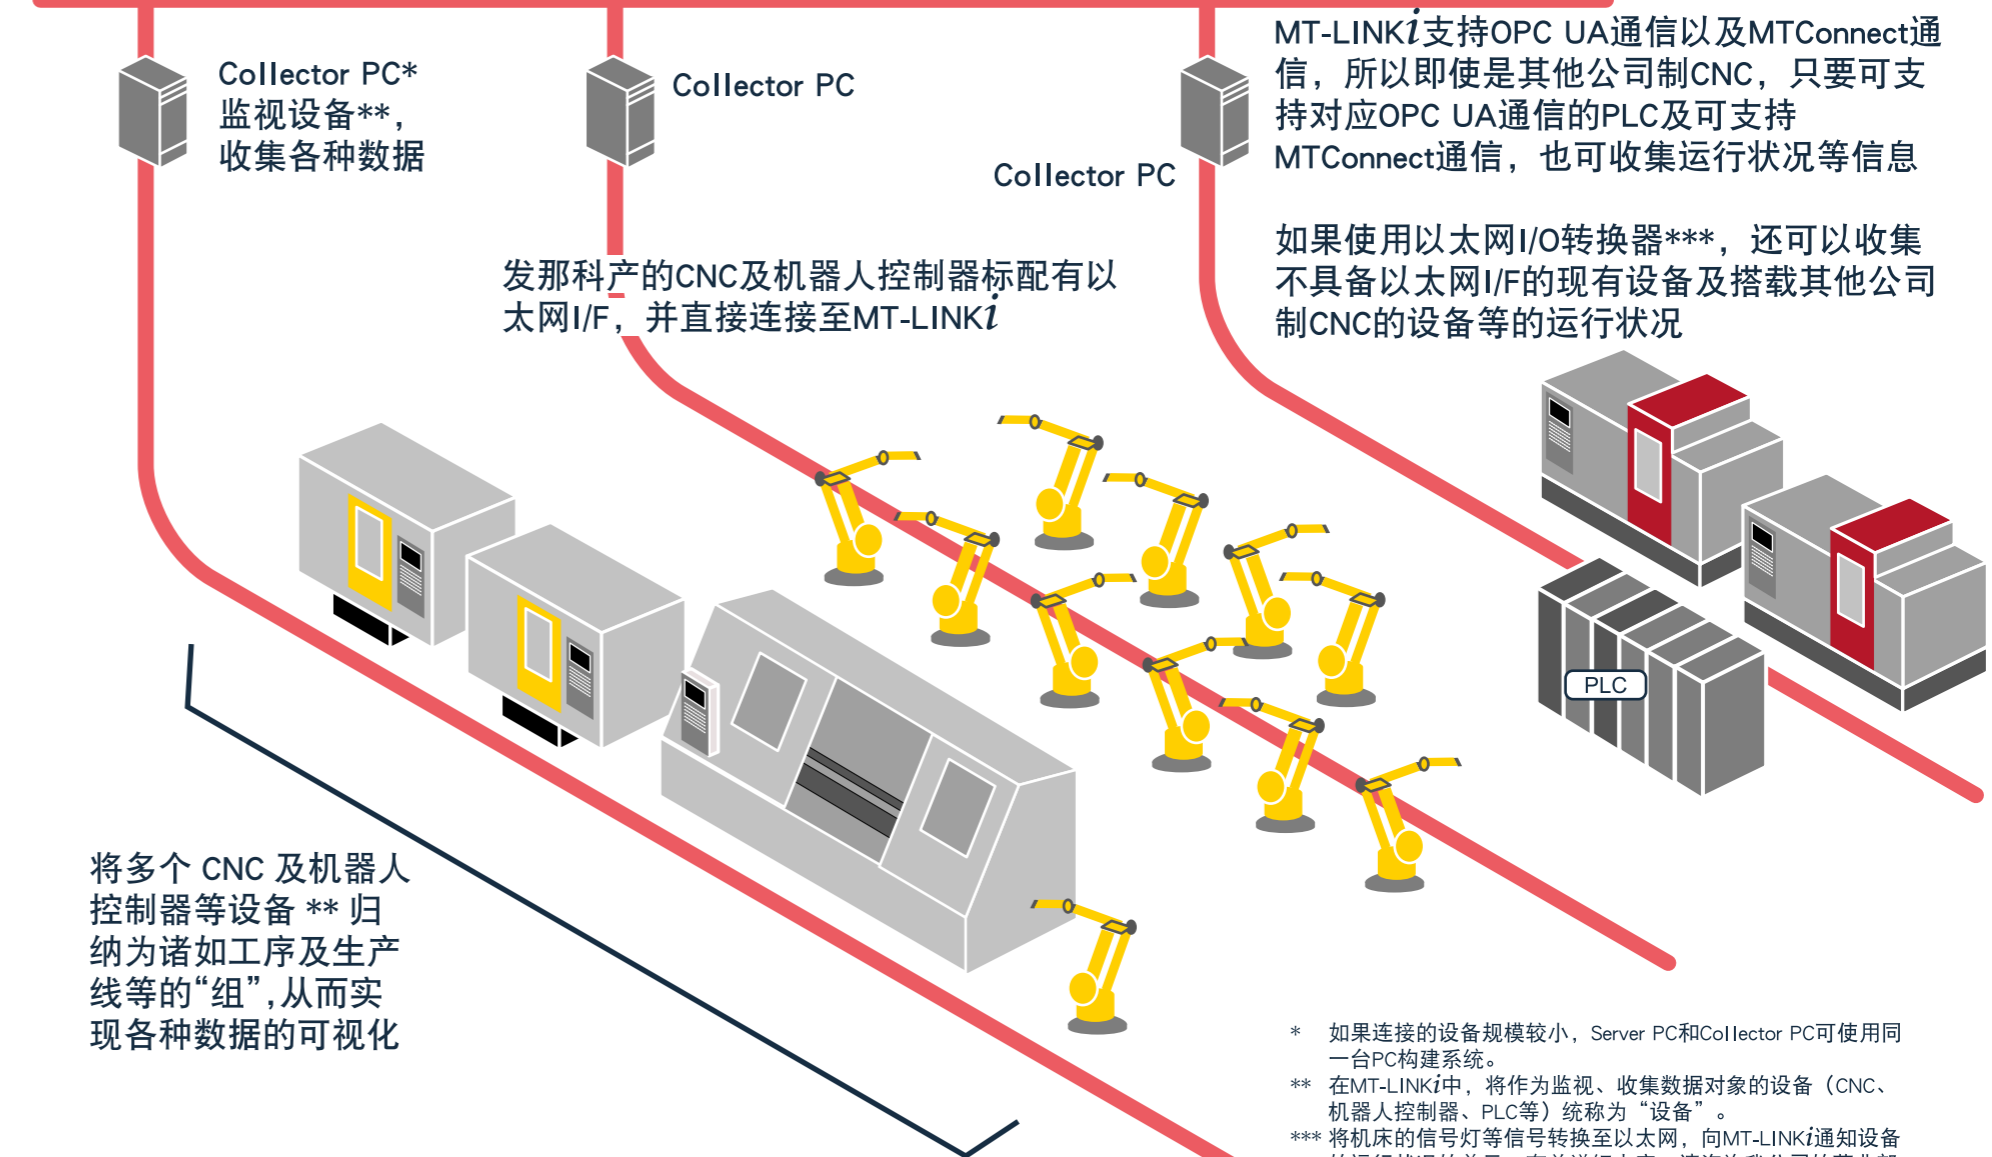 Collector PC*
监视设备**，
收集各种数据
Collector PC
Collector PC
MT-LINKi支持OPC UA通信以及MTConnect通
信，所以即使是其他公司制CNC，只要可支
持对应OPC UA通信的PLC及可支持
MTConnect通信，也可收集运行状况等信息
如果使用以太网I/O转换器***，还可以收集
不具备以太网I/F的现有设备及搭载其他公司
制CNC的设备等的运行状况
发那科产的CNC及机器人控制器标配有以
太网I/F，并直接连接至MT-LINKi
PLC
将多个 CNC 及机器人
控制器等设备 ** 归
纳为诸如工序及生产
线等的“组”,从而实
现各种数据的可视化
* 如果连接的设备规模较小，Server PC和Collector PC可使用同
一台PC构建系统。
** 在MT-LINKi中，将作为监视、收集数据对象的设备（CNC、
机器人控制器、PLC等）统称为“设备”。
*** 将机床的信号灯等信号转换至以太网，向MT-LINKi通知设备